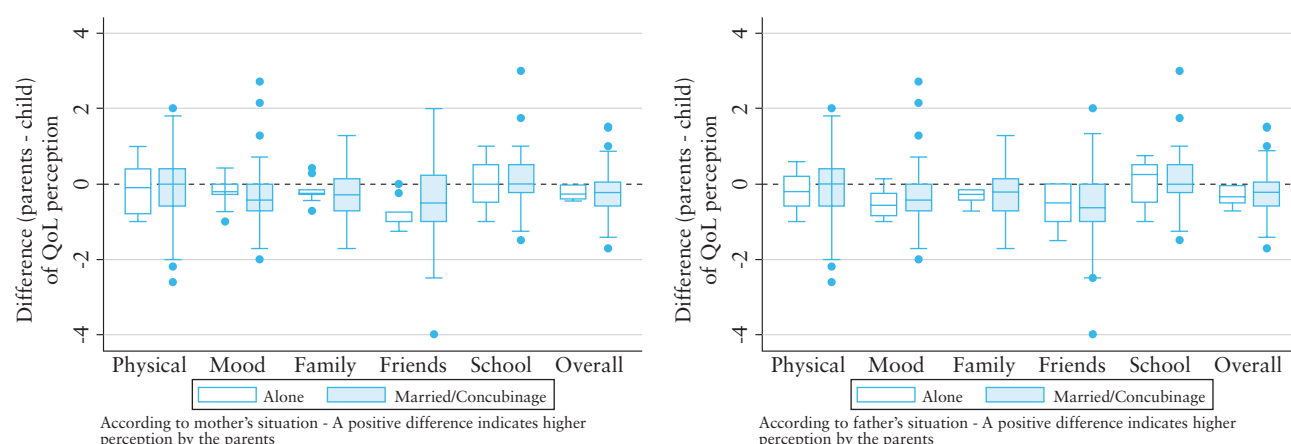 Difference (parents - child)
of QoL perception
4
2
0
-2
-4
Physical Mood Family Friends School Overall
Alone Married/Concubinage
According to mother's situation - A positive difference indicates higher
perception by the parents
Difference (parents - child)
of QoL perception
4
2
0
-2
-4
Physical Mood Family Friends School Overall
Alone Married/Concubinage
According to father's situation - A positive difference indicates higher
perception by the parents